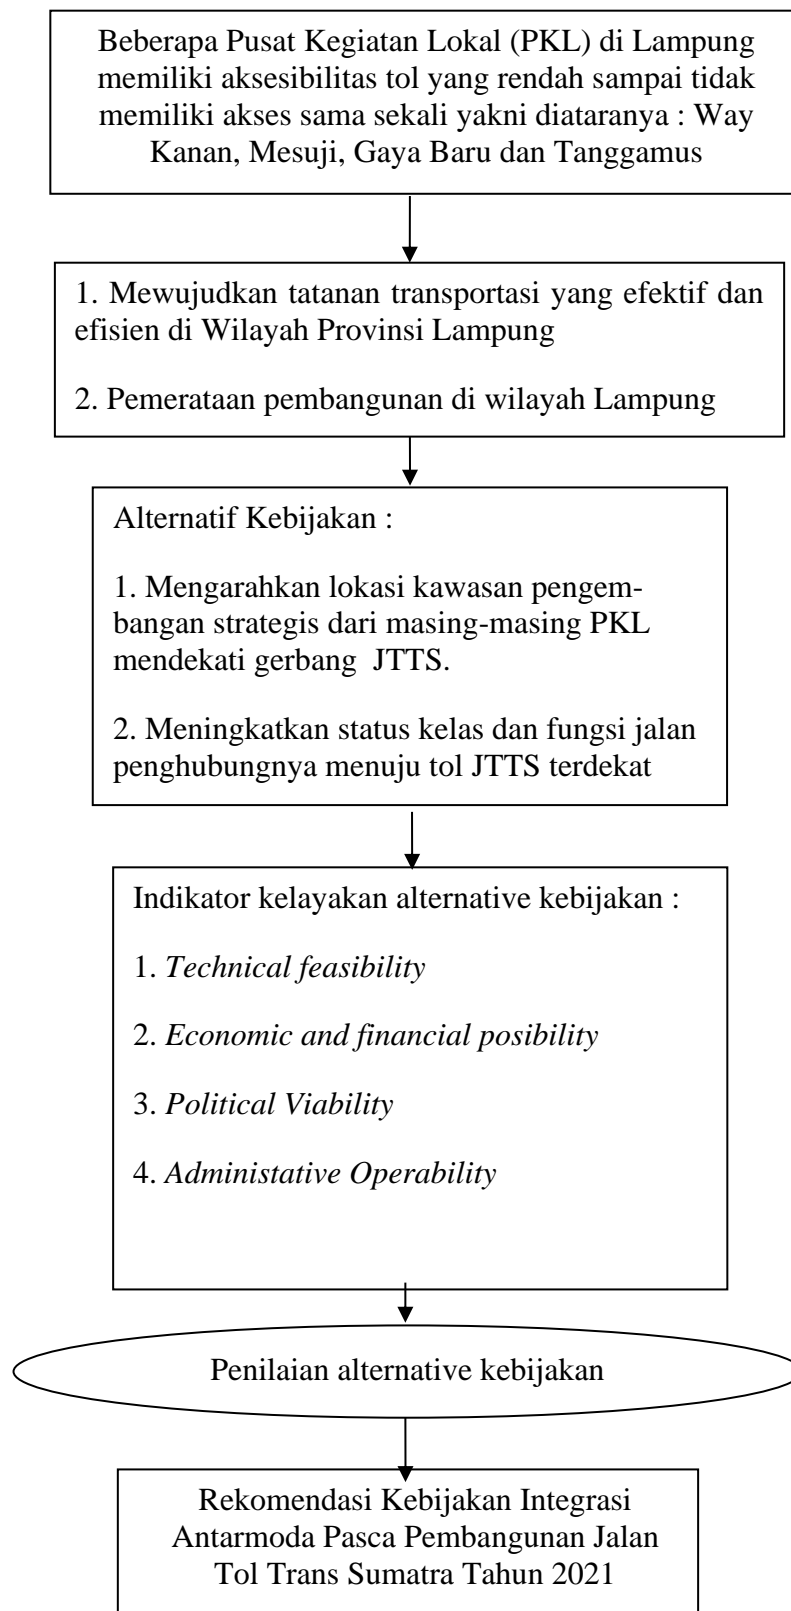 Beberapa Pusat Kegiatan Lokal (PKL) di Lampung
memiliki aksesibilitas tol yang rendah sampai tidak
memiliki akses sama sekali yakni diataranya : Way
Kanan, Mesuji, Gaya Baru dan Tanggamus
1. Mewujudkan tatanan transportasi yang efektif dan
efisien di Wilayah Provinsi Lampung
2. Pemerataan pembangunan di wilayah Lampung
Alternatif Kebijakan :
1. Mengarahkan lokasi kawasan pengem-
bangan strategis dari masing-masing PKL
mendekati gerbang JTTS.
2. Meningkatkan status kelas dan fungsi jalan
penghubungnya menuju tol JTTS terdekat
Indikator kelayakan alternative kebijakan :
1. Technical feasibility
2. Economic and financial posibility
3. Political Viability
4. Administative Operability
Penilaian alternative kebijakan
Rekomendasi Kebijakan Integrasi
Antarmoda Pasca Pembangunan Jalan
Tol Trans Sumatra Tahun 2021